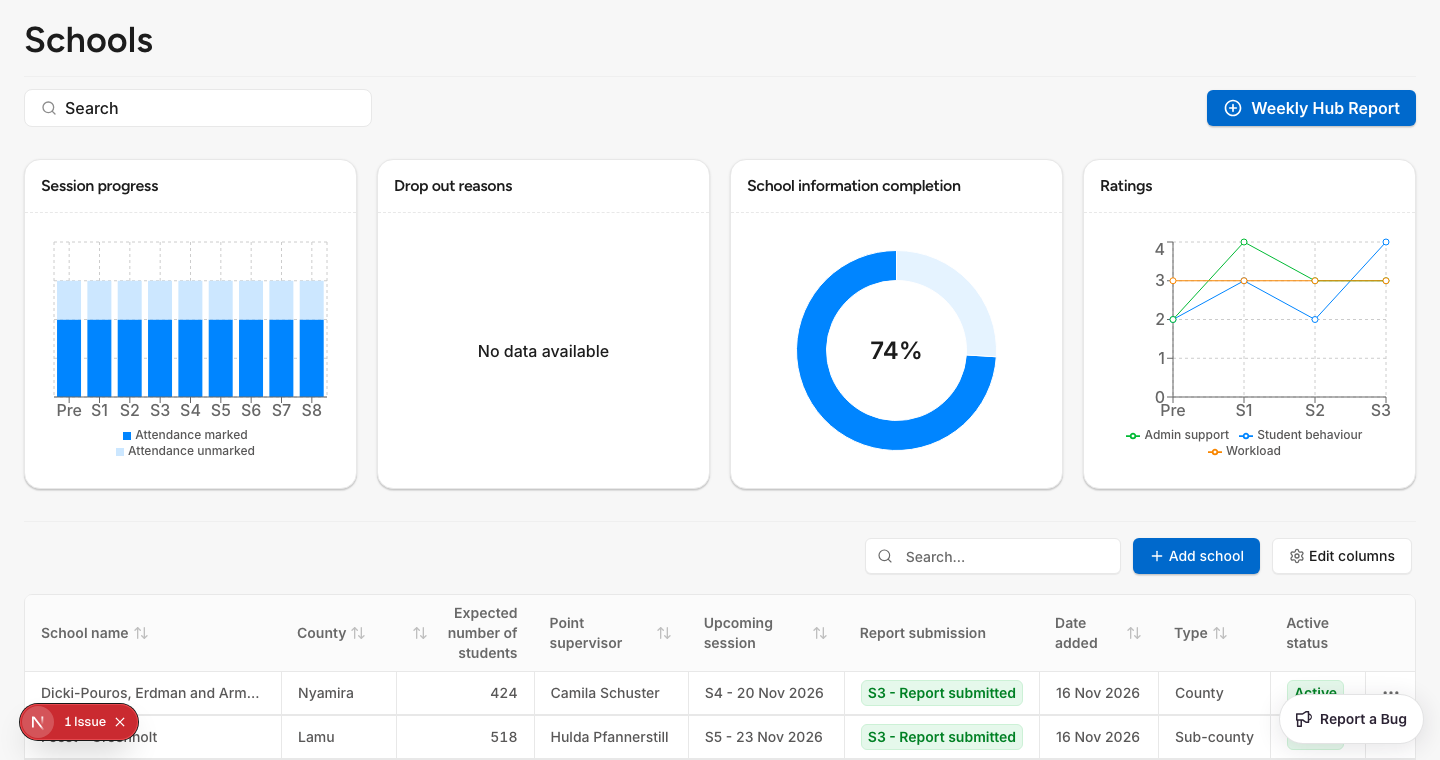 Schools
Search
Weekly Hub Report
Session progress
Pre S1 S2 S3 S4 S5 S6 S7 S8
Attendance marked
Attendance unmarked
Drop out reasons
No data available
School information completion
74%
Ratings
4
3
2
1
0
Pre S1 S2 S3
Admin support Student behaviour
Workload
Search...
Add school
Edit columns
School name
County
Expected
number of
students
Point
supervisor
Upcoming
session
Report submission
Date
added
Type
Active
status
Dicki-Pouros, Erdman and Arm... Nyamira 424 Camila Schuster S4 - 20 Nov 2026 S3 - Report submitted 16 Nov 2026 County Active
Lamu 518 Hulda Pfannerstill S5 - 23 Nov 2026 S3 - Report submitted 16 Nov 2026 Sub-county
N 1 Issue
Report a Bug